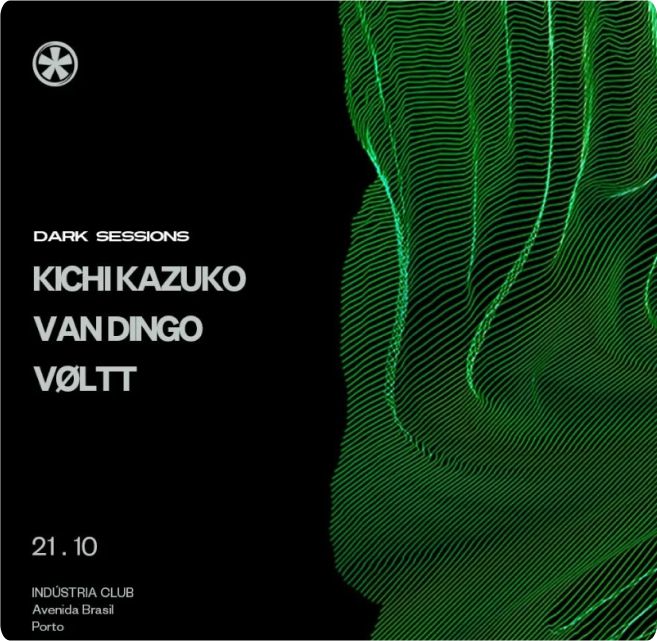 DARK SESSIONS
KICHI KAZUKO
VAN DINGO
VØLTT
21 . 10
INDÚSTRIA CLUB
Avenida Brasil
Porto